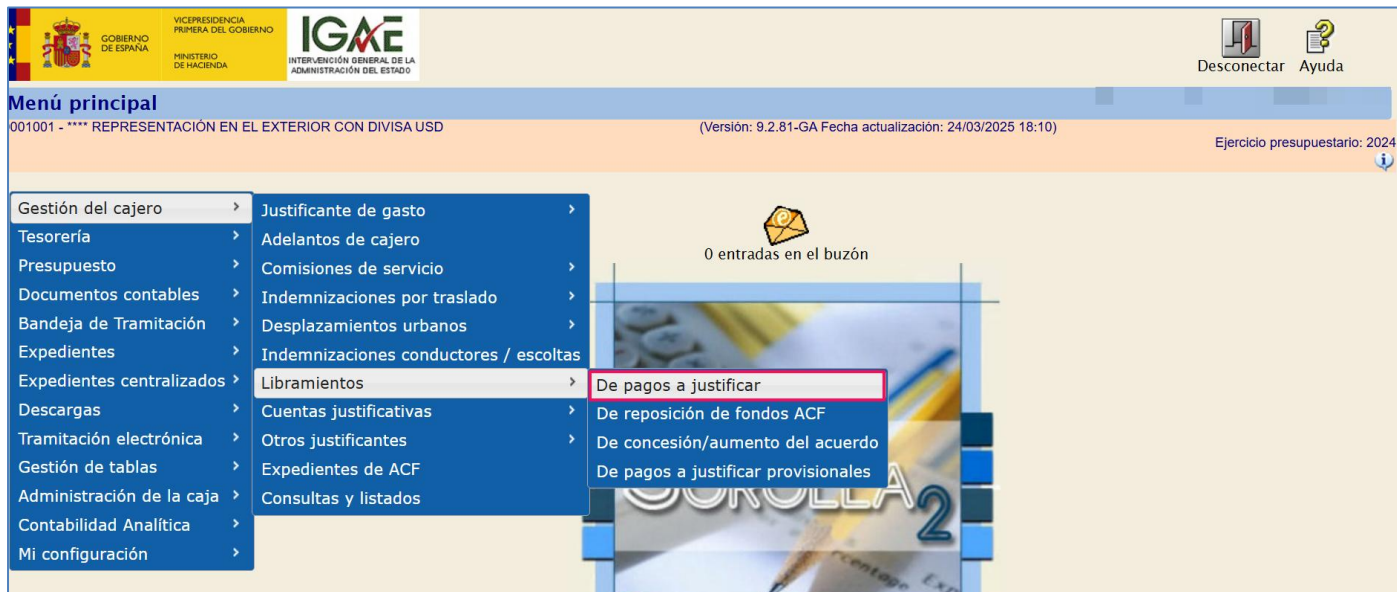 GOBIERNO
DE ESPAÑA
VICEPRESIDENCIA
PRIMERA DEL GOBIERNO
MINISTERIO
DE HACIENDA
IGAE
INTERVENCIÓN GENERAL DE LA
ADMINISTRACIÓN DEL ESTADO
Desconectar Ayuda
Menú principal
001001 - **** REPRESENTACIÓN EN EL EXTERIOR CON DIVISA USD
(Versión: 9.2.81-GA Fecha actualización: 24/03/2025 18:10)
Ejercicio presupuestario: 2024
Gestión del cajero
Tesorería
Presupuesto
Documentos contables
Bandeja de Tramitación
Expedientes
Expedientes centralizados
Descargas
Tramitación electrónica
Gestión de tablas
Administración de la caja
Contabilidad Analítica
Mi configuración
Justificante de gasto
Adelantos de cajero
Comisiones de servicio
Indemnizaciones por traslado
Desplazamientos urbanos
Indemnizaciones conductores / escoltas
Libramientos
Cuentas justificativas
Otros justificantes
Expedientes de ACF
Consultas y listados
De pagos a justificar
De reposición de fondos ACF
De concesión/aumento del acuerdo
De pagos a justificar provisionales
0 entradas en el buzón
SOROLLA2